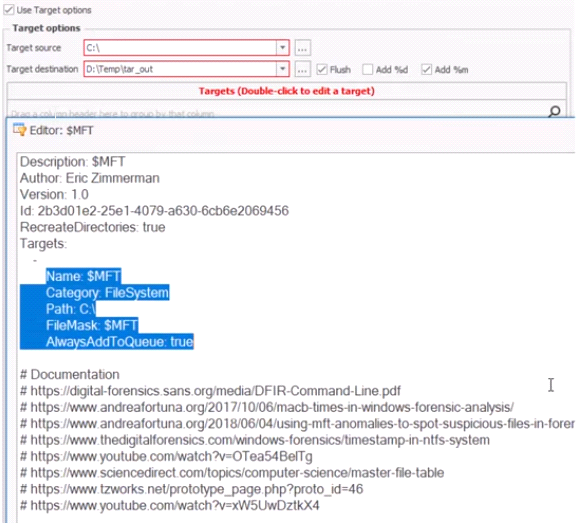 Use Target options
Target options
Target source C:\ ...
Target destination D:\Temp\tar_out ... Flush Add %d Add %m
Targets (Double-click to edit a target)
Drag a column header here to group by that column
Editor: $MFT
Description: $MFT
Author: Eric Zimmerman
Version: 1.0
Id: 2b3d01e2-25e1-4079-a630-6cb6e2069456
RecreateDirectories: true
Targets:
-
Name: $MFT
Category: FileSystem
Path: C:\
FileMask: $MFT
AlwaysAddToQueue: true
# Documentation
# https://digital-forensics.sans.org/media/DFIR-Command-Line.pdf
# https://www.andreafortuna.org/2017/10/06/macb-times-in-windows-forensic-analysis/
# https://www.andreafortuna.org/2018/06/04/using-mft-anomalies-to-spot-suspicious-files-in-foren
# https://www.thedigitalforensics.com/windows-forensics/timestamp-in-ntfs-system
# https://www.youtube.com/watch?v=OTea54BelTg
# https://www.sciencedirect.com/topics/computer-science/master-file-table
# https://www.tzworks.net/prototype_page.php?proto_id=46
# https://www.youtube.com/watch?v=xW5UwDztkX4